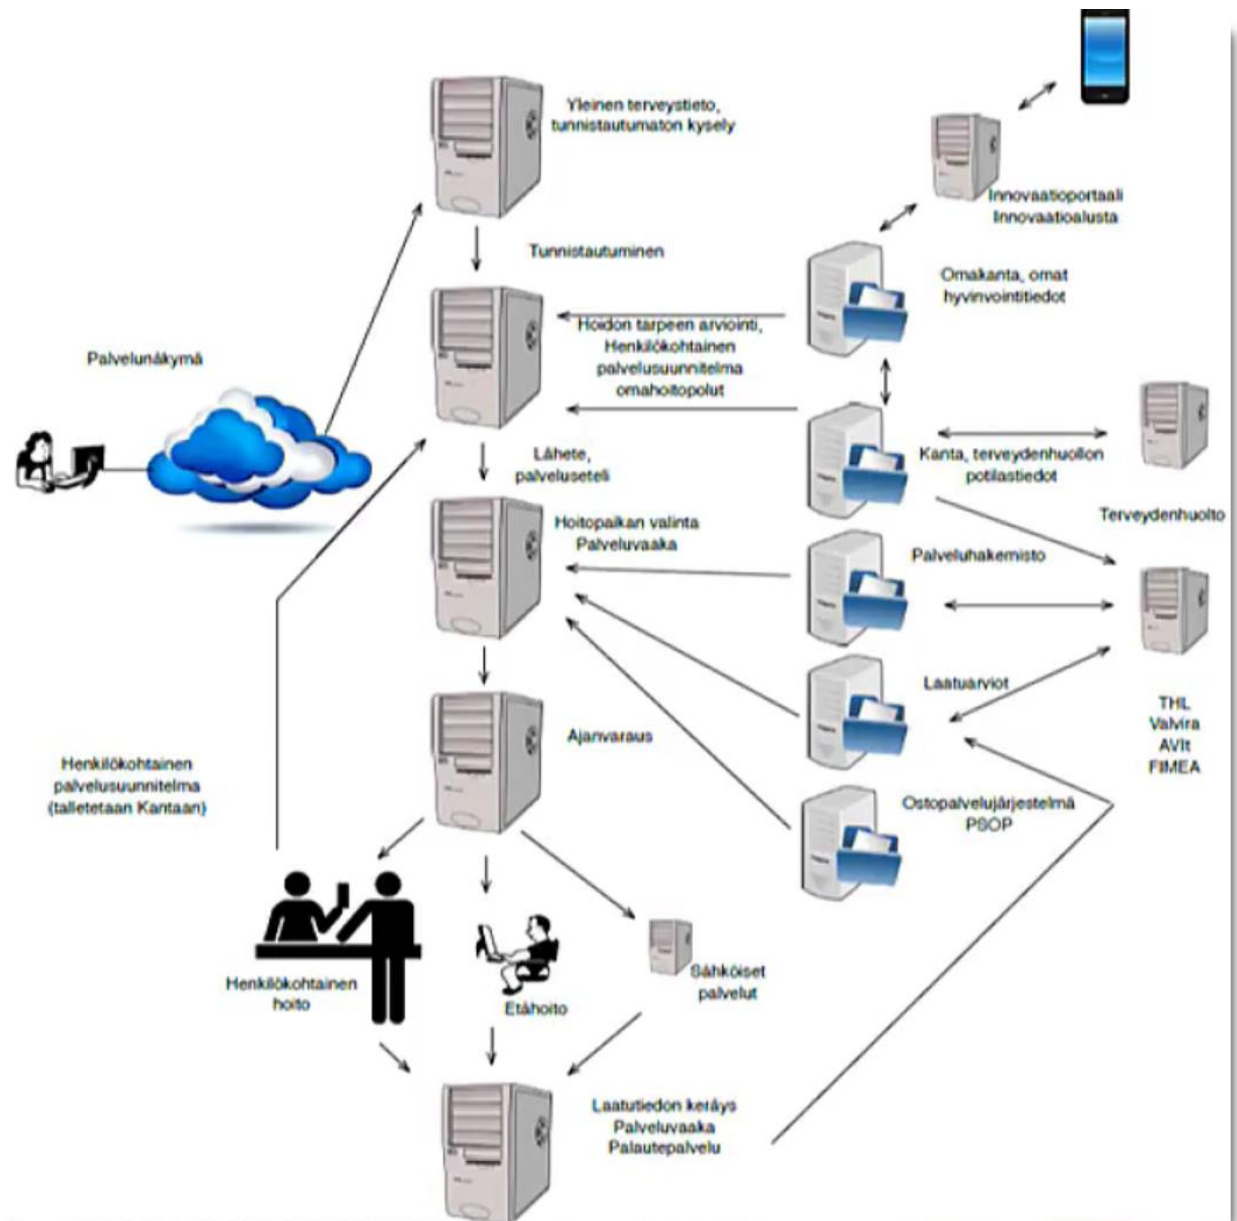 Yleinen terveystieto,
tunnistautumaton kysely
Innovaatioportaali
Innovaatioalusta
Tunnistautuminen
Omakanta, omat
hyvinvointitiedot
Hoidon tarpeen arviointi,
Henkilökohtainen
palvelusuunnitelma
omahoitopolut
Palvelunäkymä
Lähete,
palveluseteli
Kanta, terveydenhuollon
potilastiedot
Terveydenhuolto
Hoitopaikan valinta
Palveluvaaka
Palveluhakemisto
Laatuarviot
THL
Valvira
AVIt
FIMEA
Ajanvaraus
Henkilökohtainen
palvelusuunnitelma
(talletetaan Kantaan)
Ostopalvelujärjestelmä
PSOP
Henkilökohtainen
hoito
Etähoito
Sähköiset
palvelut
Laatutiedon keräys
Palveluvaaka
Palautepalvelu